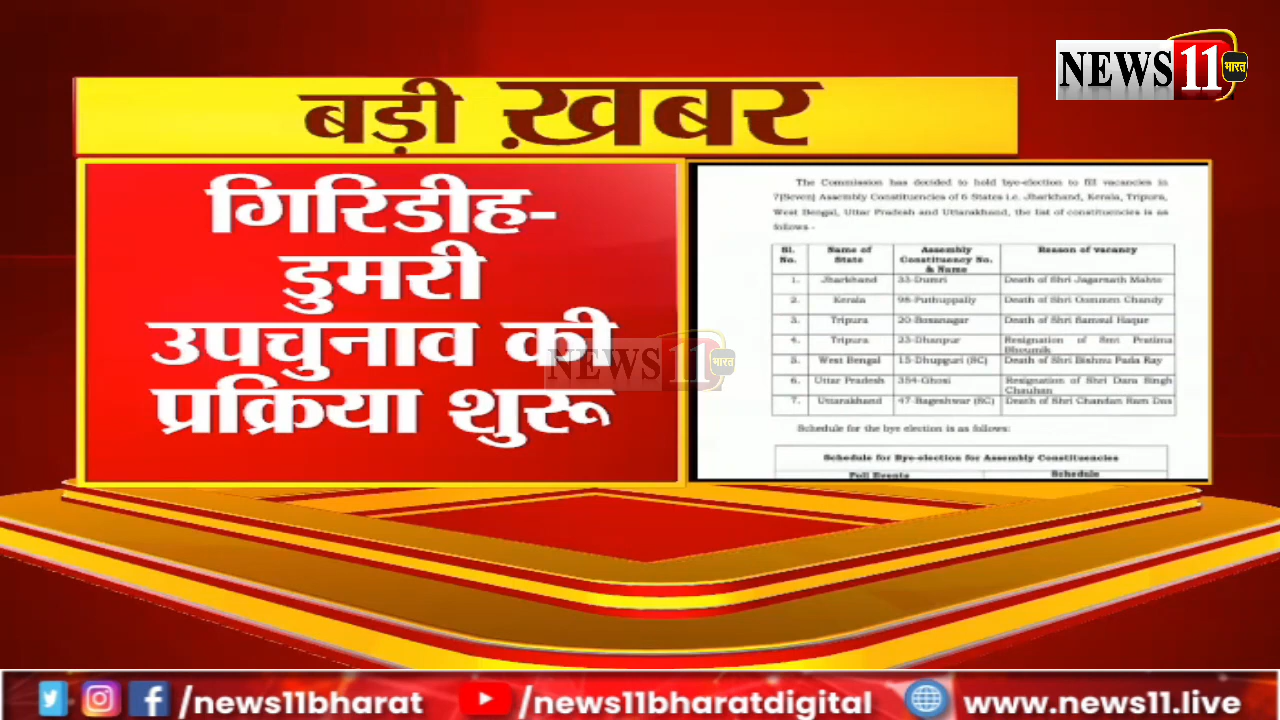 NEWS 11 भारत
बड़ी ख़बर
गिरिडीह-
डुमरी
उपचुनाव की
प्रक्रिया शुरू
The Commission has decided to hold bye-election to fill vacancies in
7(Seven) Assembly Constituencies of 6 States i.e. Jharkhand, Kerala, Tripura,
West Bengal, Uttar Pradesh and Uttarakhand, the list of constituencies is as
follows -
Sl. No. Name of State Assembly Constituency No. & Name Reason of vacancy
1. Jharkhand 33-Dumri Death of Shri Jagarnath Mahto
2. Kerala 98-Puthuppally Death of Shri Oommen Chandy
3. Tripura 20-Boxanagar Death of Shri Samsul Haque
4. Tripura 23-Dhanpur Resignation of Smt Pratima Bhoumik
5. West Bengal 15-Dhupguri (SC) Death of Shri Bishnu Pada Ray
6. Uttar Pradesh 354-Ghosi Resignation of Shri Dara Singh Chauhan
7. Uttarakhand 47-Bageshwar (SC) Death of Shri Chandan Ram Das
Schedule for the bye election is as follows:
Schedule for Bye-election for Assembly Constituencies
Poll Events Schedule
NEWS 11 भारत
/news11bharat /news11bharatdigital www.news11.live